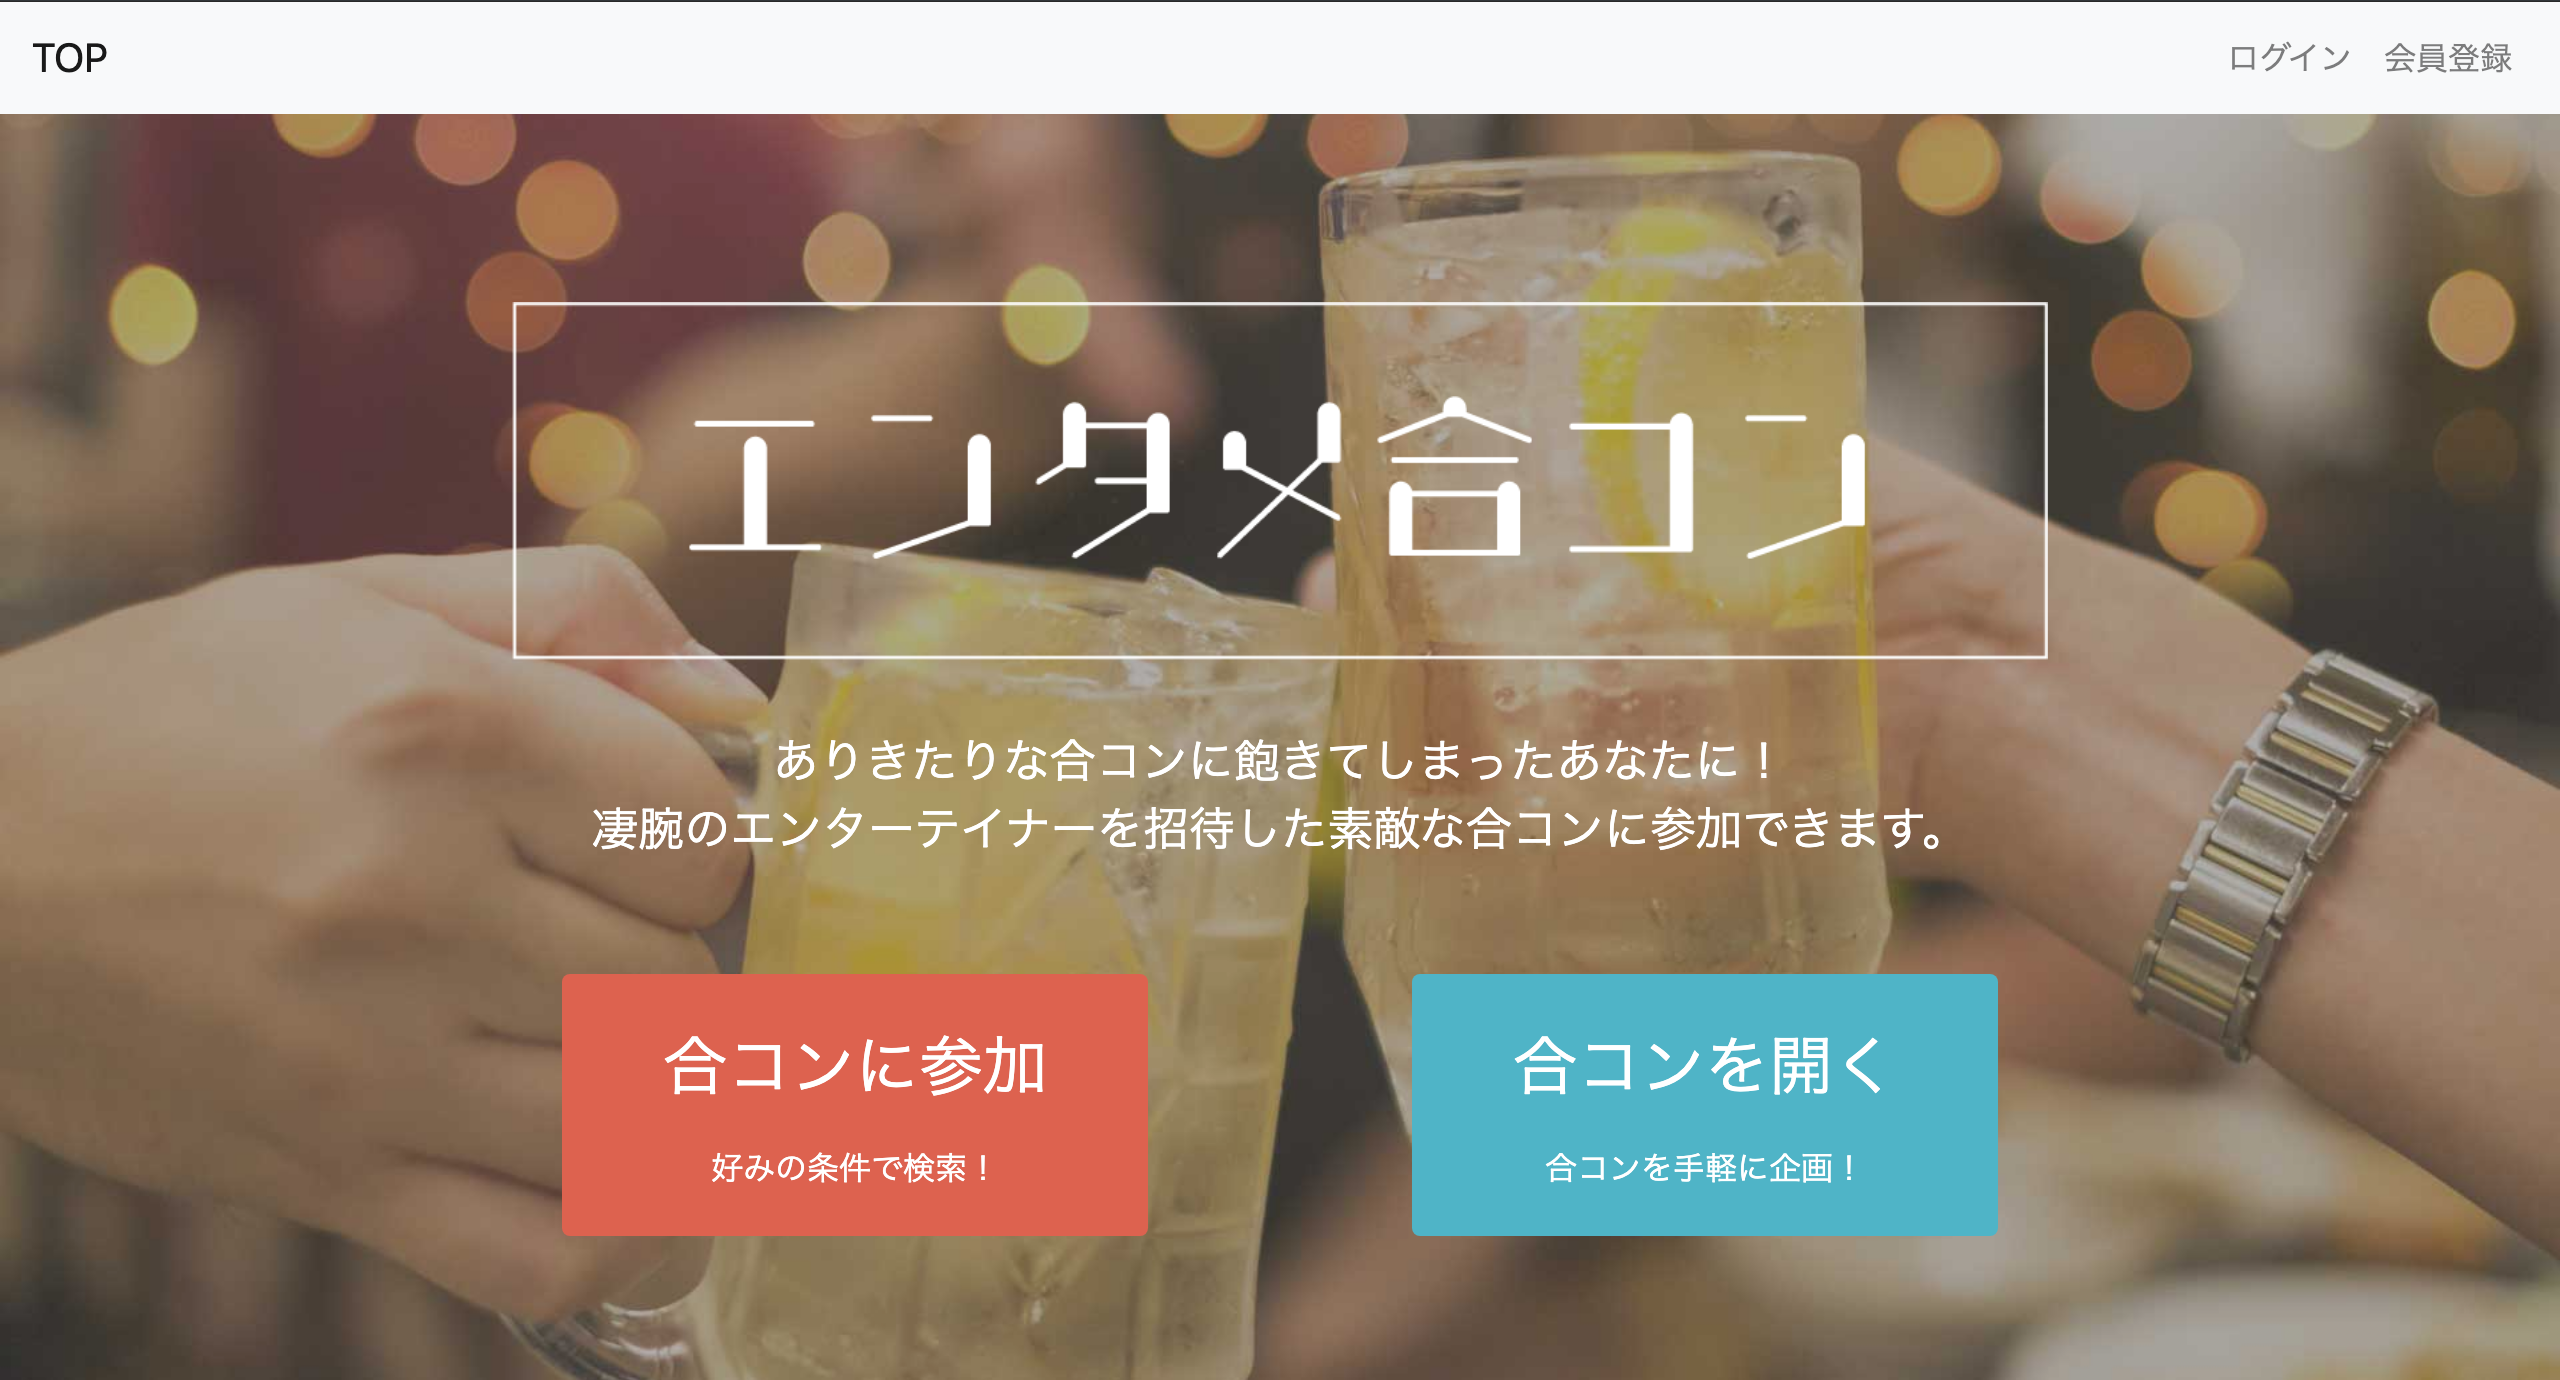 TOP
ログイン 会員登録
エンタメ合コン
ありきたりな合コンに飽きてしまったあなたに！
凄腕のエンターテイナーを招待した素敵な合コンに参加できます。
合コンに参加
好みの条件で検索！
合コンを開く
合コンを手軽に企画！